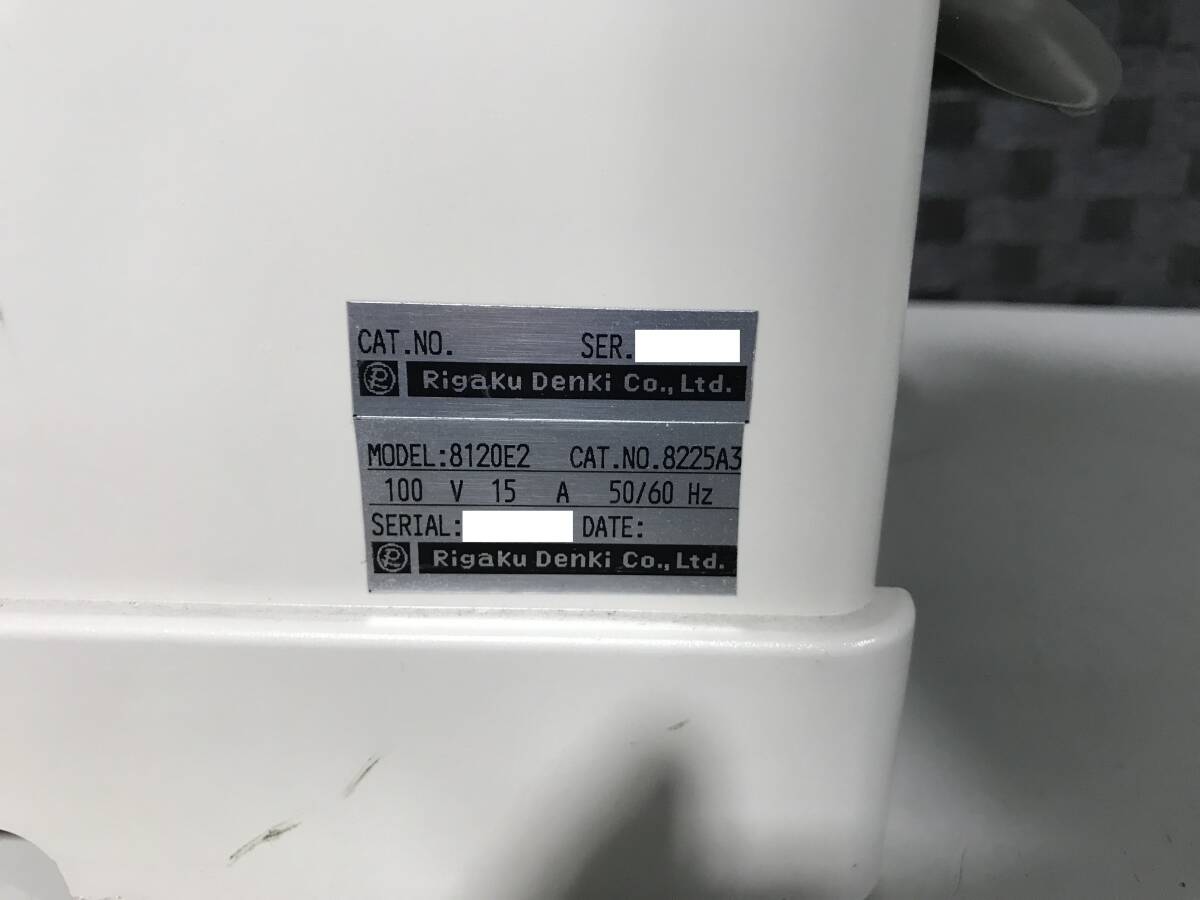 CAT.NO. SER.
Rigaku Denki Co., Ltd.
MODEL:8120E2 CAT.NO.8225A3
100 V 15 A 50/60 Hz
SERIAL: DATE:
Rigaku Denki Co., Ltd.